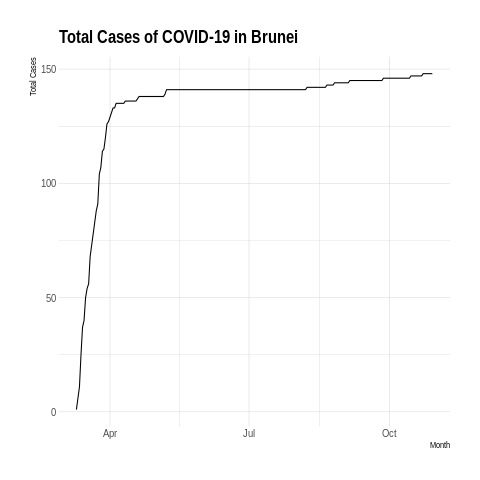 Total Cases of COVID-19 in Brunei
Total Cases
150
100
50
0
Apr
Jul
Oct
Month